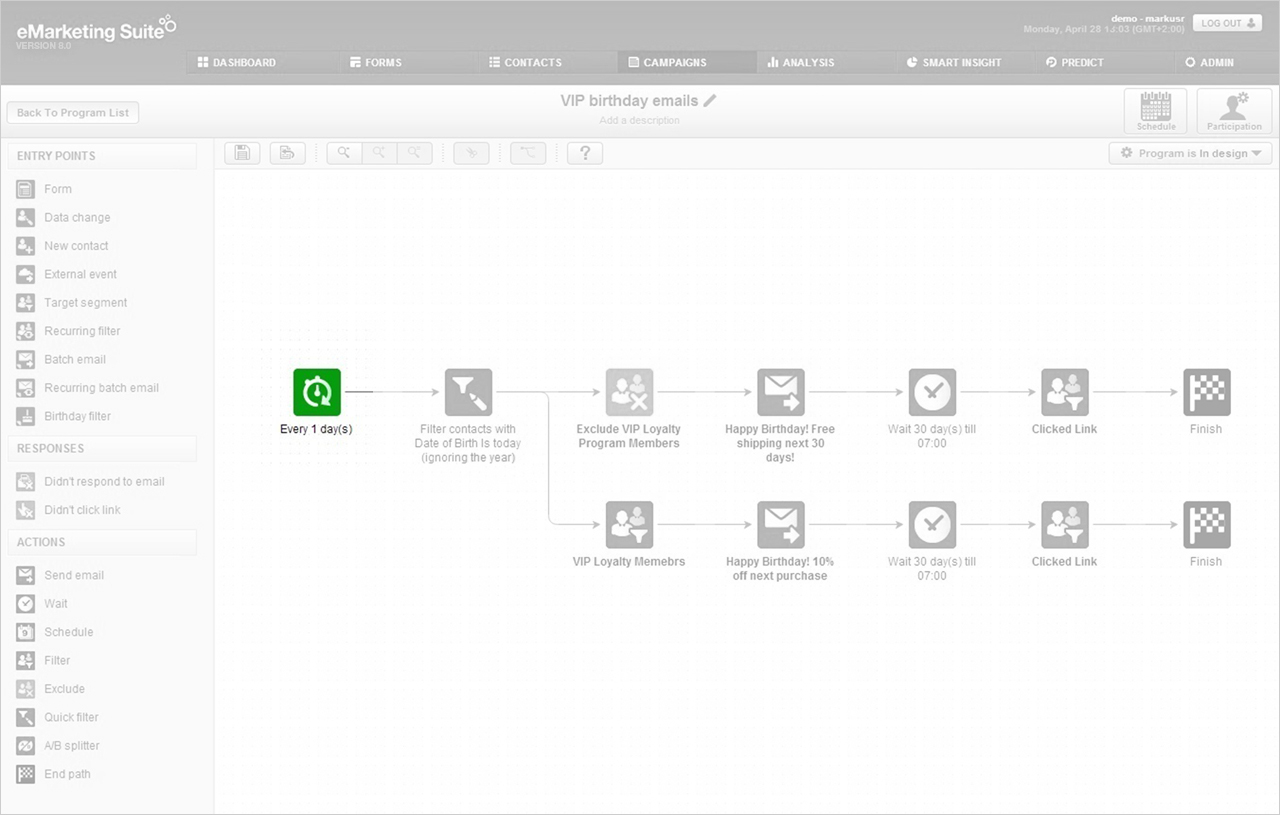 eMarketing Suite
VERSION 6.0
demo - markusr
Monday, April 28 (GMT+2:00)
LOG OUT
DASHBOARD
FORMS
CONTACTS
CAMPAIGNS
ANALYSIS
SMART INSIGHT
PREDICT
ADMIN
Back To Program List
VIP birthday emails
Add a description
Schedule
Participation
?
Program is In design
ENTRY POINTS
Form
Data change
New contact
External event
Target segment
Recurring filter
Batch email
Recurring batch email
Birthday filter
RESPONSES
Didn't respond to email
Didn't click link
ACTIONS
Send email
Wait
Schedule
Filter
Exclude
Quick filter
A/B splitter
End path
Every 1 day(s)
Filter contacts with
Date of Birth Is today
(ignoring the year)
Exclude VIP Loyalty
Program Members
Happy Birthday! Free
shipping next 30
days!
Wait 30 day(s) till
07:00
Clicked Link
Finish
VIP Loyalty Memebrs
Happy Birthday! 10%
off next purchase
Wait 30 day(s) till
07:00
Clicked Link
Finish